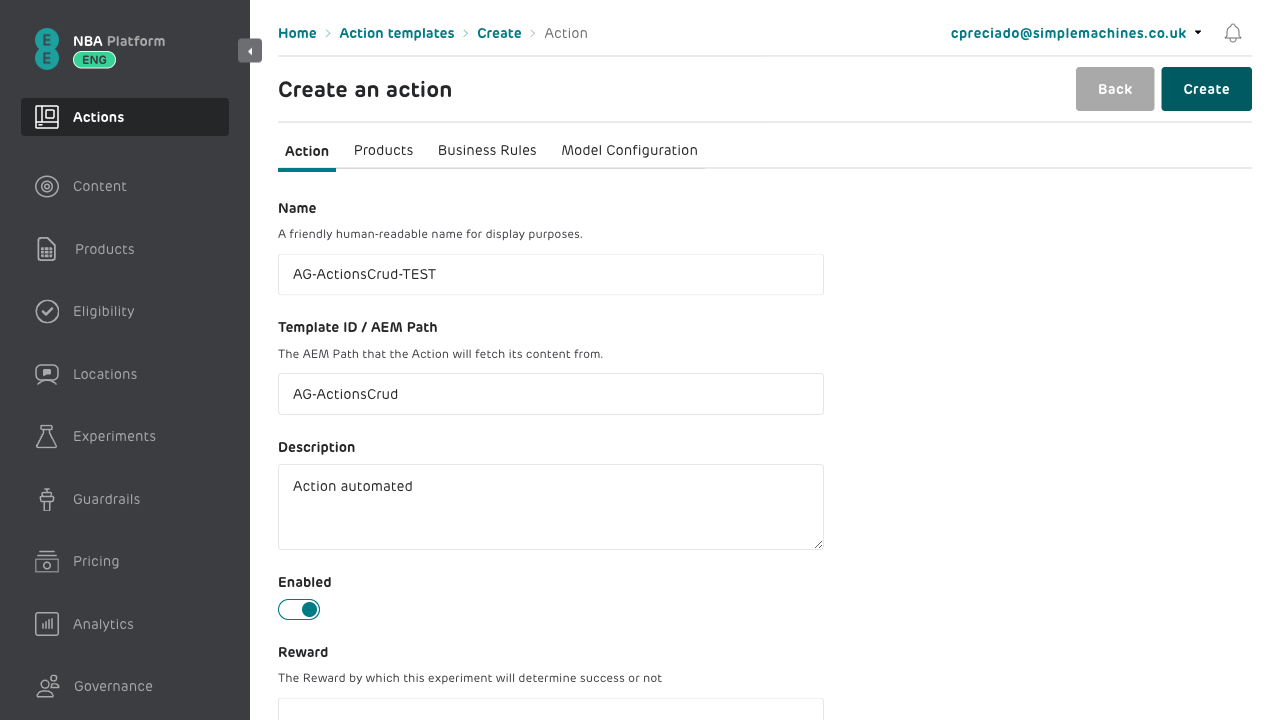 EE
NBA Platform
ENG
Actions
Content
Products
Eligibility
Locations
Experiments
Guardrails
Pricing
Analytics
Governance
Home > Action templates > Create > Action
cpreciado@simplemachines.co.uk
Create an action
Back
Create
Action
Products
Business Rules
Model Configuration
Name
A friendly human-readable name for display purposes.
AG-ActionsCrud-TEST
Template ID / AEM Path
The AEM Path that the Action will fetch its content from.
AG-ActionsCrud
Description
Action automated
Enabled
Reward
The Reward by which this experiment will determine success or not